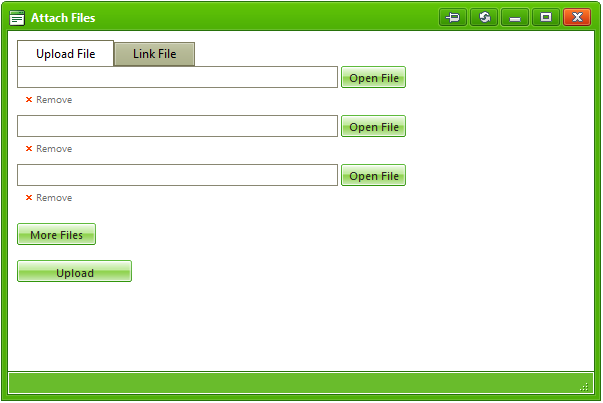 Attach Files
Upload File Link File
Open File
Remove
Open File
Remove
Open File
Remove
More Files
Upload